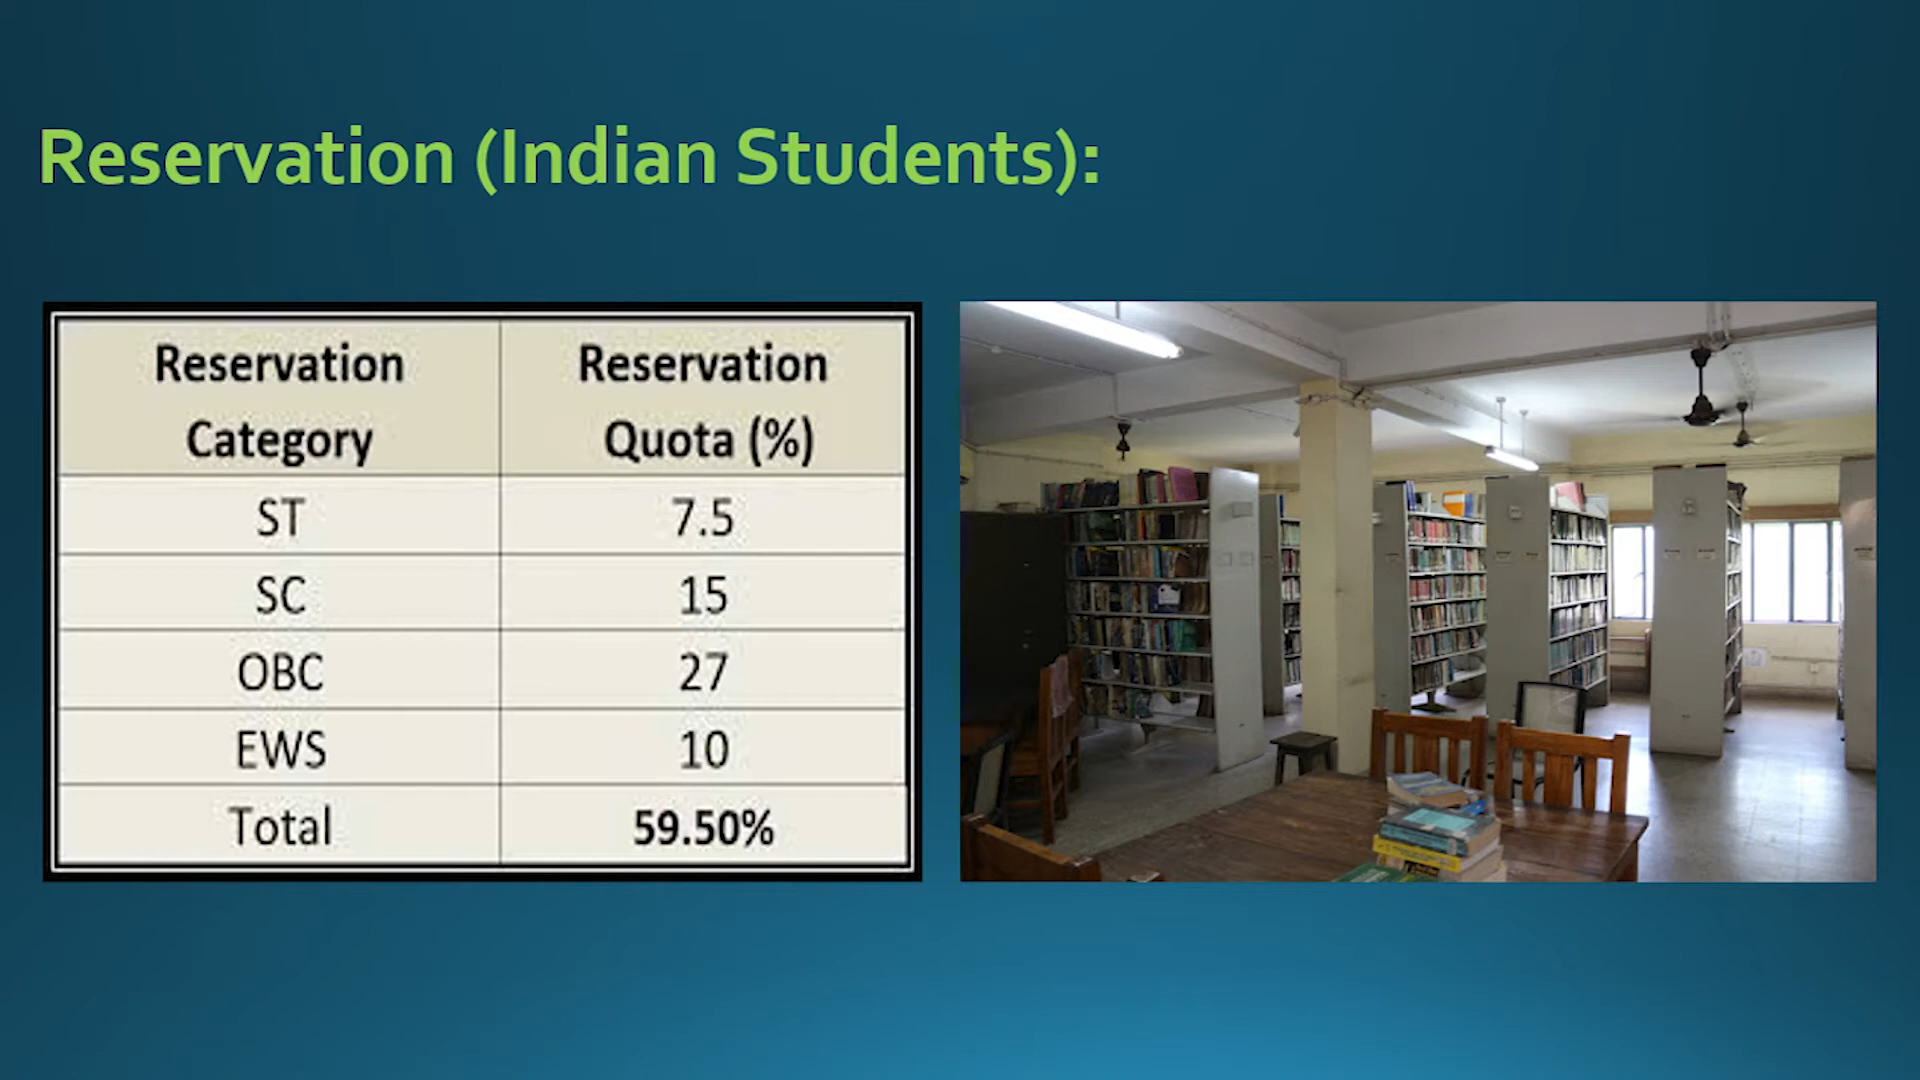 Reservation (Indian Students):
Reservation Category Reservation Quota (%)
ST 7.5
SC 15
OBC 27
EWS 10
Total 59.50%